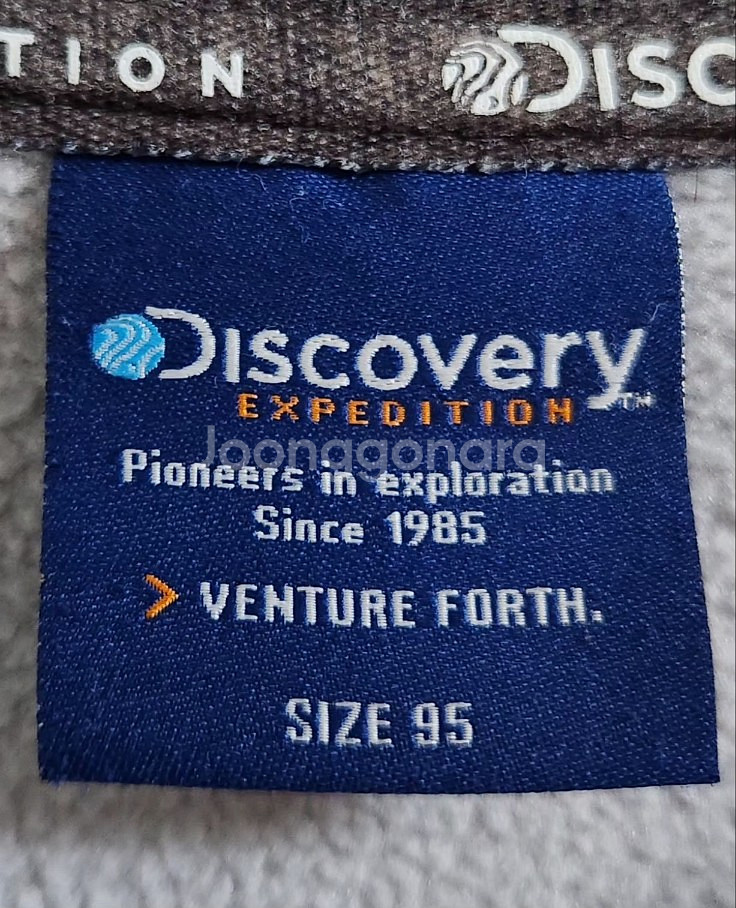 TION DISC
DISCOVERY
EXPEDITION TM
Joonggonara
Pioneers in exploration
Since 1985
> VENTURE FORTH.
SIZE 95